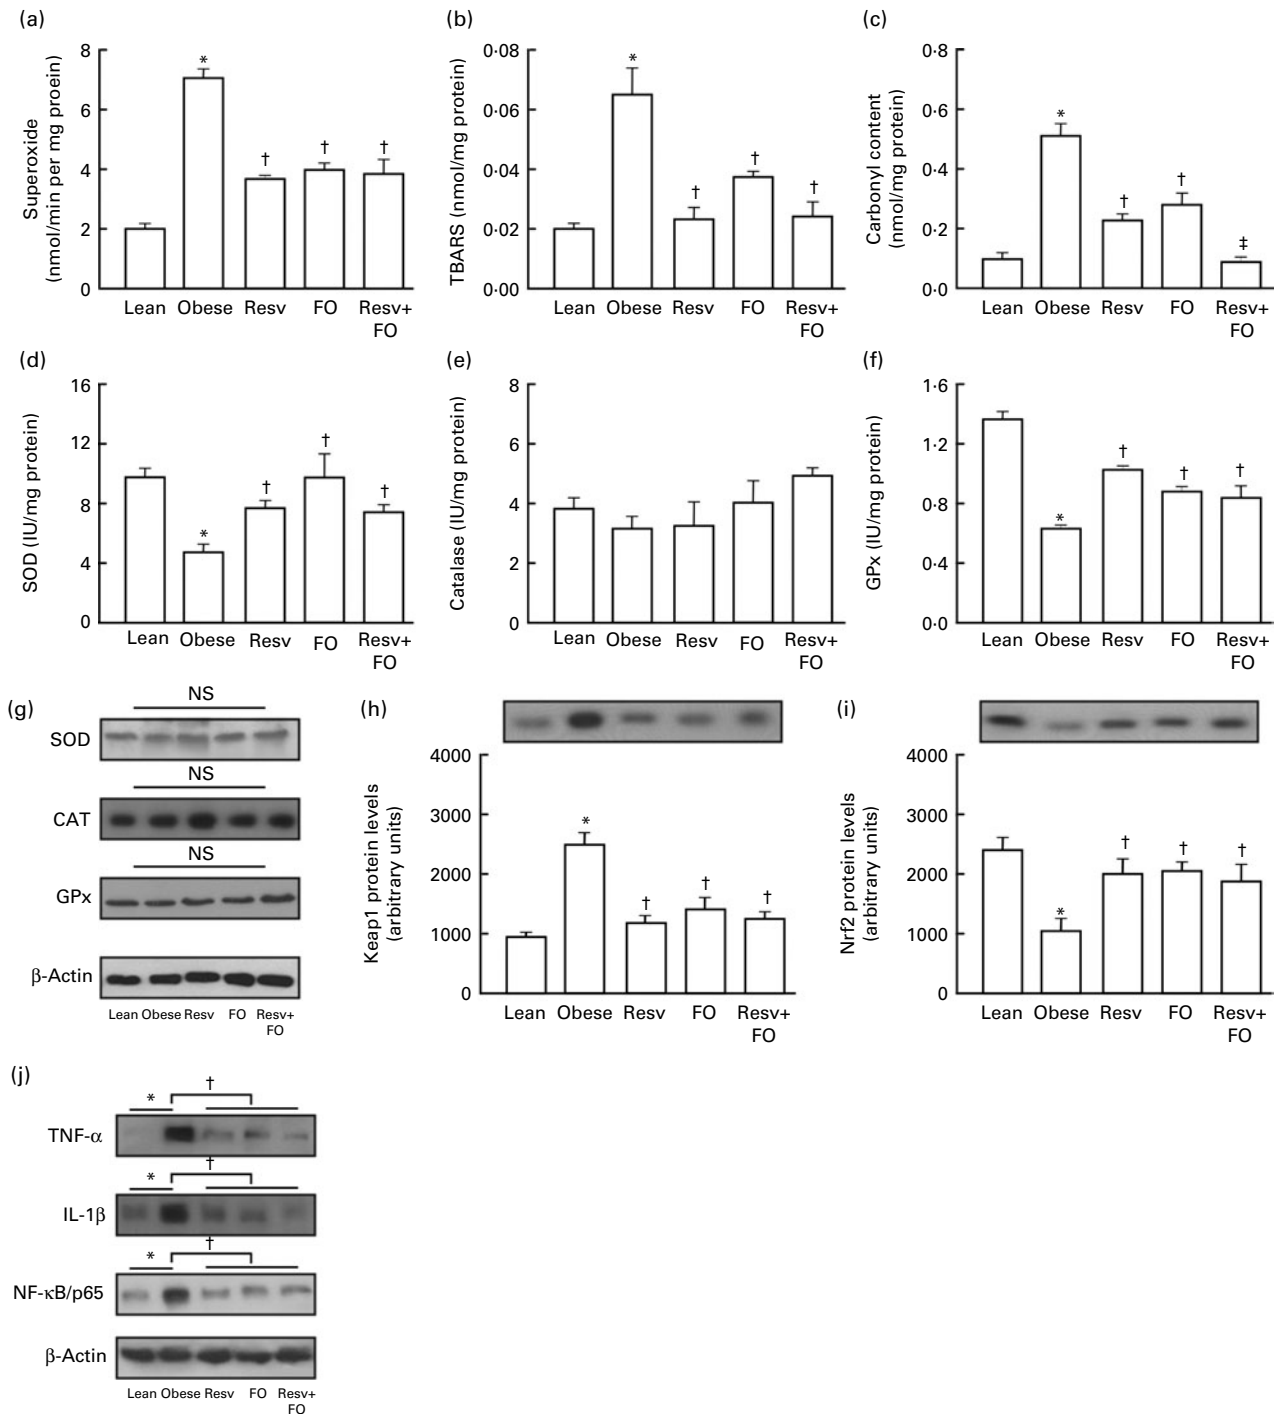 (a)
Superoxide
(nmol/min per mg proein)
8
6
4
2
0
*
†
†
†
Lean Obese Resv FO Resv+
FO
(b)
TBARS (nmol/mg protein)
0·08
0·06
0·04
0·02
0·00
*
†
†
†
Lean Obese Resv FO Resv+
FO
(c)
Carbonyl content
(nmol/mg protein)
0·8
0·6
0·4
0·2
0·0
*
†
†
‡
Lean Obese Resv FO Resv+
FO
(d)
SOD (IU/mg protein)
16
12
8
4
0
*
†
†
†
Lean Obese Resv FO Resv+
FO
(e)
Catalase (IU/mg protein)
8
6
4
2
0
Lean Obese Resv FO Resv+
FO
(f)
GPx (IU/mg protein)
1·6
1·2
0·8
0·4
0·0
*
†
†
†
Lean Obese Resv FO Resv+
FO
(g)
NS
SOD
NS
CAT
NS
GPx
β-Actin
Lean Obese Resv FO Resv+
FO
(h)
Keap1 protein levels
(arbitrary units)
4000
3000
2000
1000
0
*
†
†
†
Lean Obese Resv FO Resv+
FO
(i)
Nrf2 protein levels
(arbitrary units)
4000
3000
2000
1000
0
*
†
†
†
Lean Obese Resv FO Resv+
FO
(j)
* †
TNF-α
* †
IL-1β
* †
NF-κB/p65
β-Actin
Lean Obese Resv FO Resv+
FO